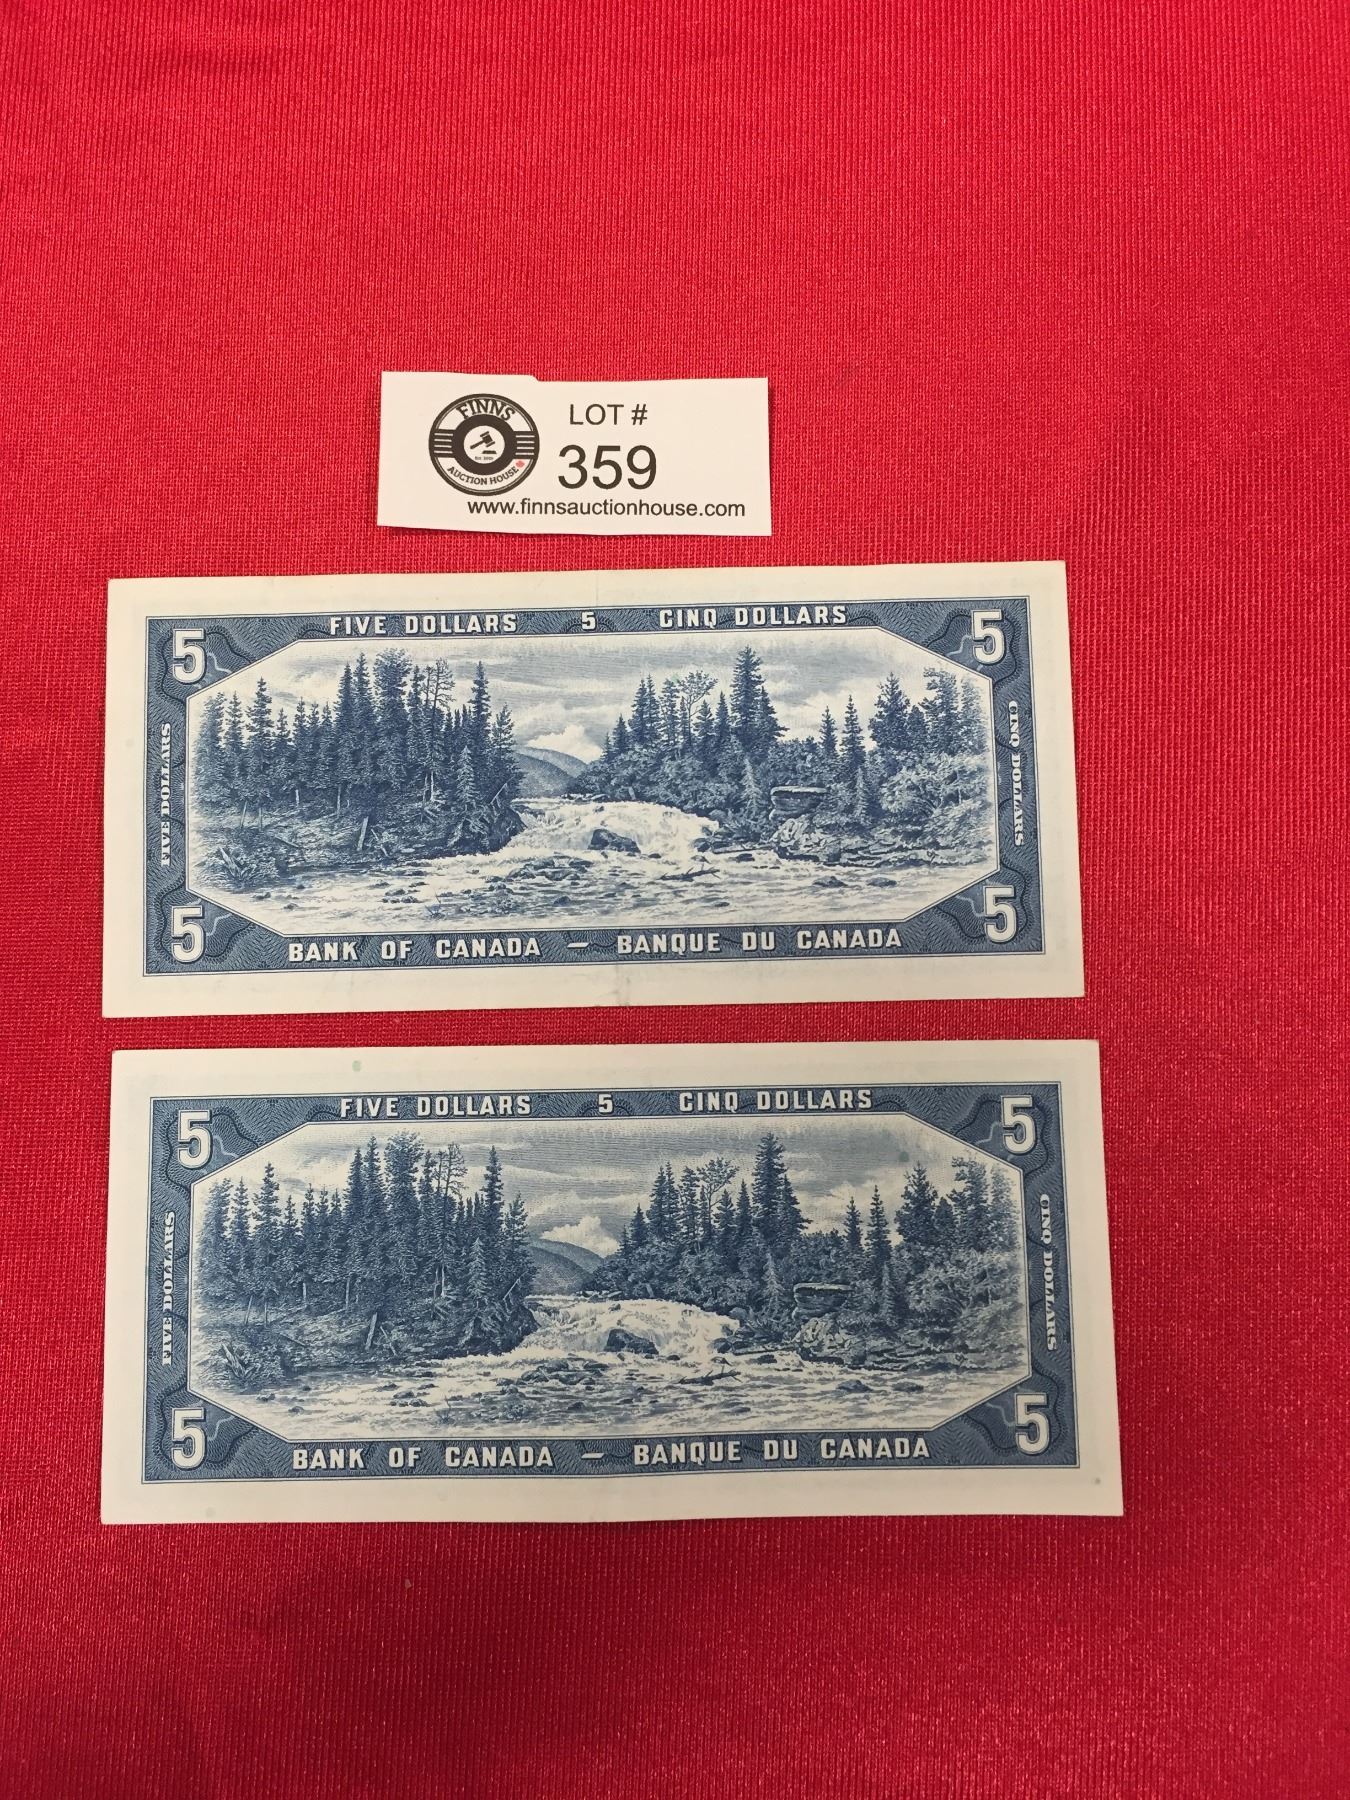 FINNS
AUCTION HOUSE
LOT #
359
www.finnsauctionhouse.com
FIVE DOLLARS 5 CINQ DOLLARS
5 5
FIVE DOLLARS CINQ DOLLARS
5 5
BANK OF CANADA — BANQUE DU CANADA
FIVE DOLLARS 5 CINQ DOLLARS
5 5
FIVE DOLLARS CINQ DOLLARS
5 5
BANK OF CANADA — BANQUE DU CANADA